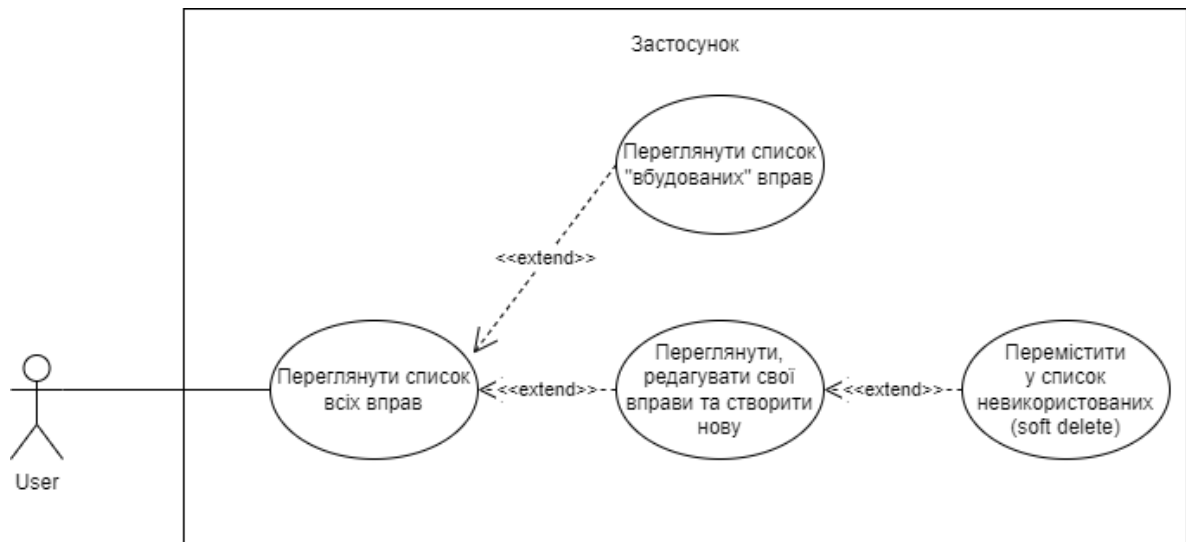 Застосунок
Переглянути список
"вбудованих" вправ
<<extend>>
Переглянути список
всіх вправ
<<extend>>
Переглянути,
редагувати свої
вправи та створити
нову
<<extend>>
Перемістити
у список
невикористованих
(soft delete)
User